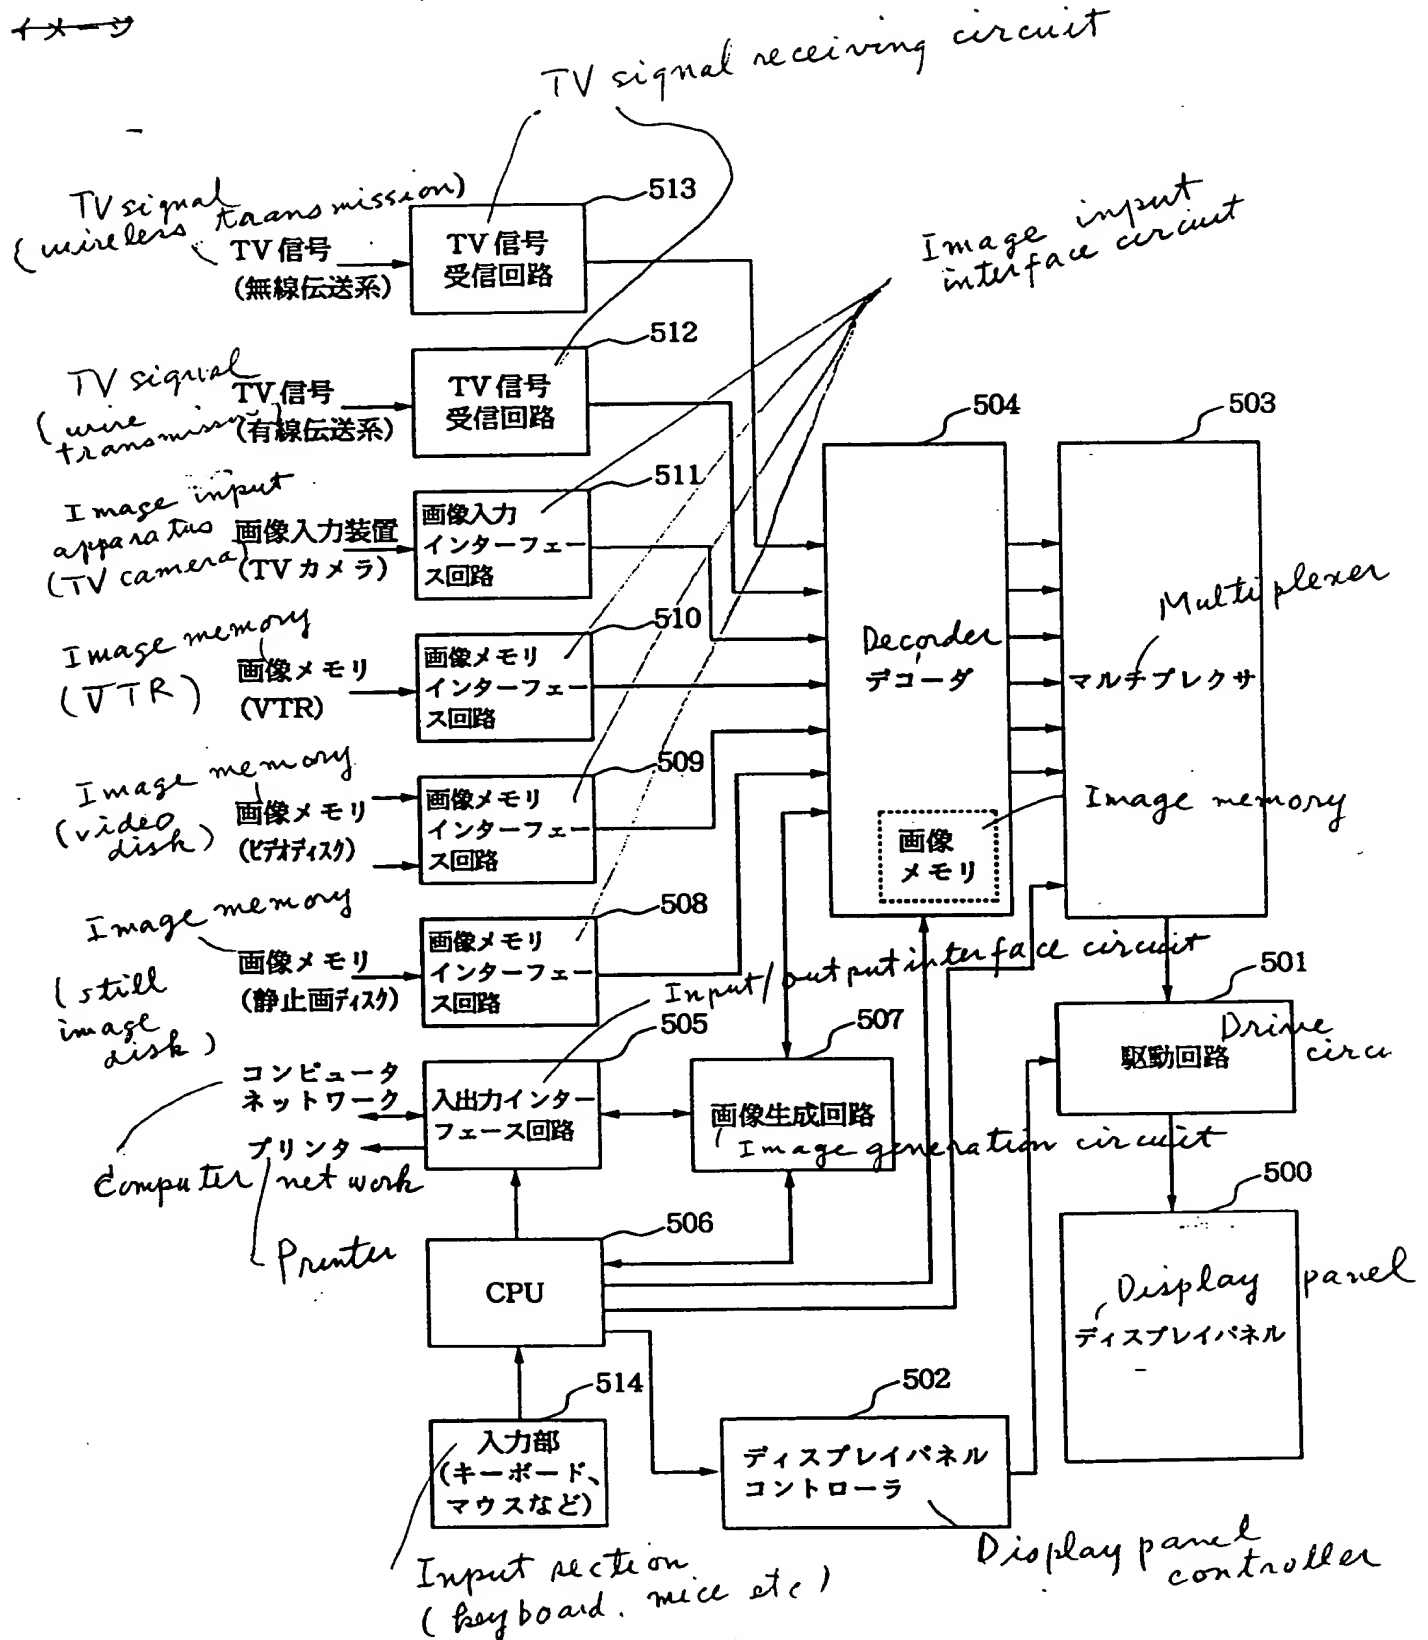 イメージ
TV signal receiving circuit
TV signal
(wireless transmission)
513
TV信号
(無線伝送系)
TV信号
受信回路
Image input
interface circuit
TV signal
(wire
transmission)
512
TV信号
(有線伝送系)
TV信号
受信回路
504
503
Image input
apparatus
(TV camera)
511
画像入力装置
(TVカメラ)
画像入力
インターフェー
ス回路
Multiplexer
マルチプレクサ
Decorder
デコーダ
Image memory
(VTR)
510
画像メモリ
(VTR)
画像メモリ
インターフェー
ス回路
Image memory
(video
disk)
509
画像メモリ
(ビデオディスク)
画像メモリ
インターフェー
ス回路
Image memory
画像
メモリ
Image memory
(still
image
disk)
508
画像メモリ
(静止画ディスク)
画像メモリ
インターフェー
ス回路
Input/output interface circuit
505
507
501
コンピュータ
ネットワーク
プリンタ
入出力インター
フェース回路
画像生成回路
Image generation circuit
Drive
circu
駆動回路
Computer network
Printer
506
CPU
500
Display panel
ディスプレイパネル
514
入力部
(キーボード、
マウスなど)
502
ディスプレイパネル
コントローラ
Display panel
controller
Input section
(keyboard. mice etc)